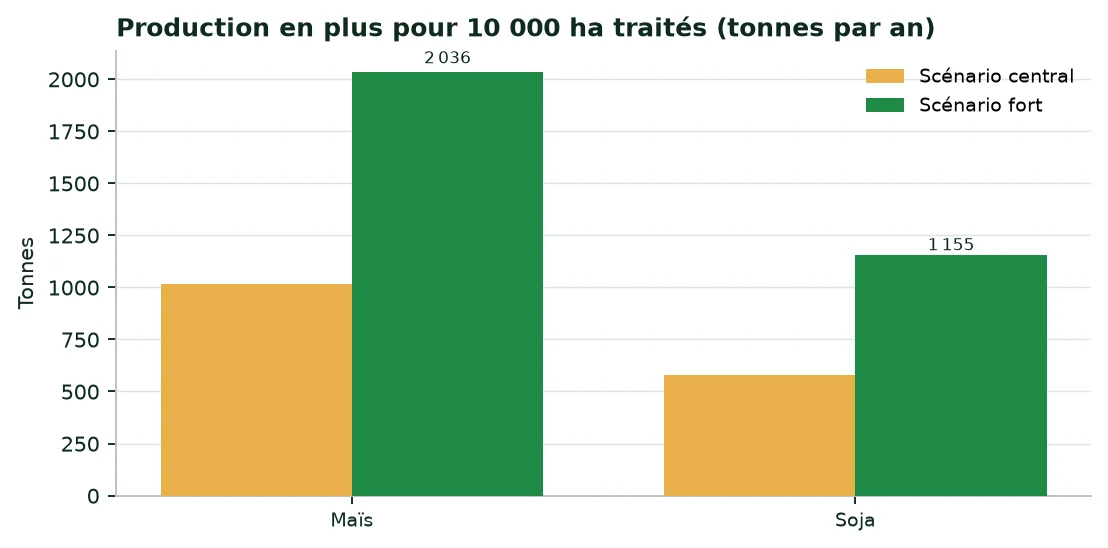 Production en plus pour 10 000 ha traités (tonnes par an)
2 036
Scénario central
Scénario fort
2000
1750
1500
1250
1 155
1000
750
500
250
0
Tonnes
Maïs
Soja